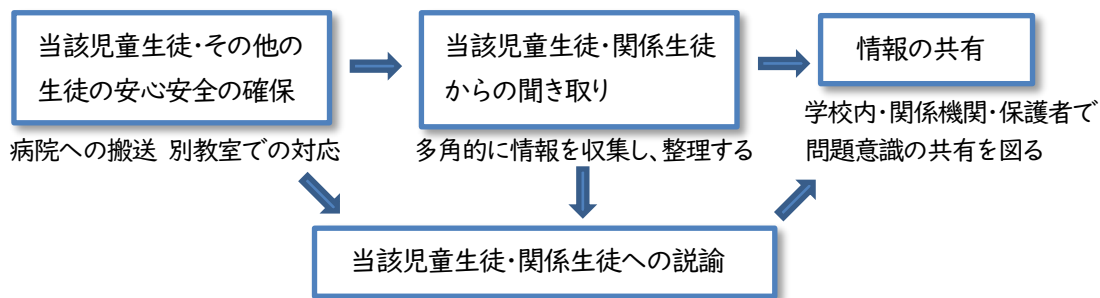 当該児童生徒・その他の
生徒の安心安全の確保
病院への搬送 別教室での対応
当該児童生徒・関係生徒
からの聞き取り
多角的に情報を収集し、整理する
情報の共有
学校内・関係機関・保護者で
問題意識の共有を図る
当該児童生徒・関係生徒への説諭